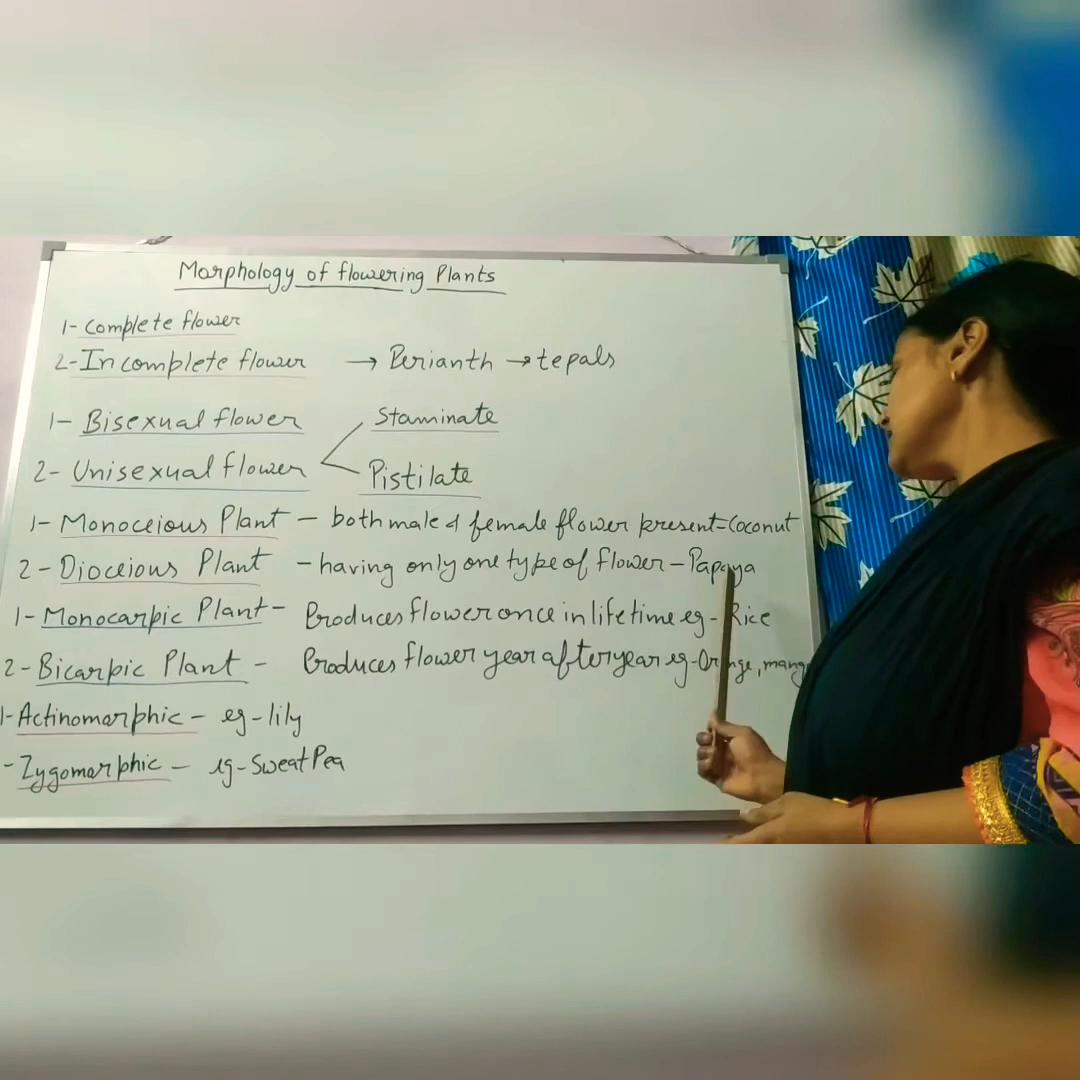 Morphology of flowering Plants
1- Complete flower
2- Incomplete flower → Perianth → tepals
1- Bisexual flower
Staminate
2- Unisexual flower
Pistilate
1- Monoceious Plant - both male & female flower present = Coconut
2- Dioceious Plant - having only one type of flower - Papaya
1- Monocarpic Plant - Produces flower once in life time eg - Rice
2- Bicarpic Plant - Produces flower year after year eg - Orange, mang
1- Actinomorphic - eg - lily
- Zygomorphic - eg - Sweat Pea